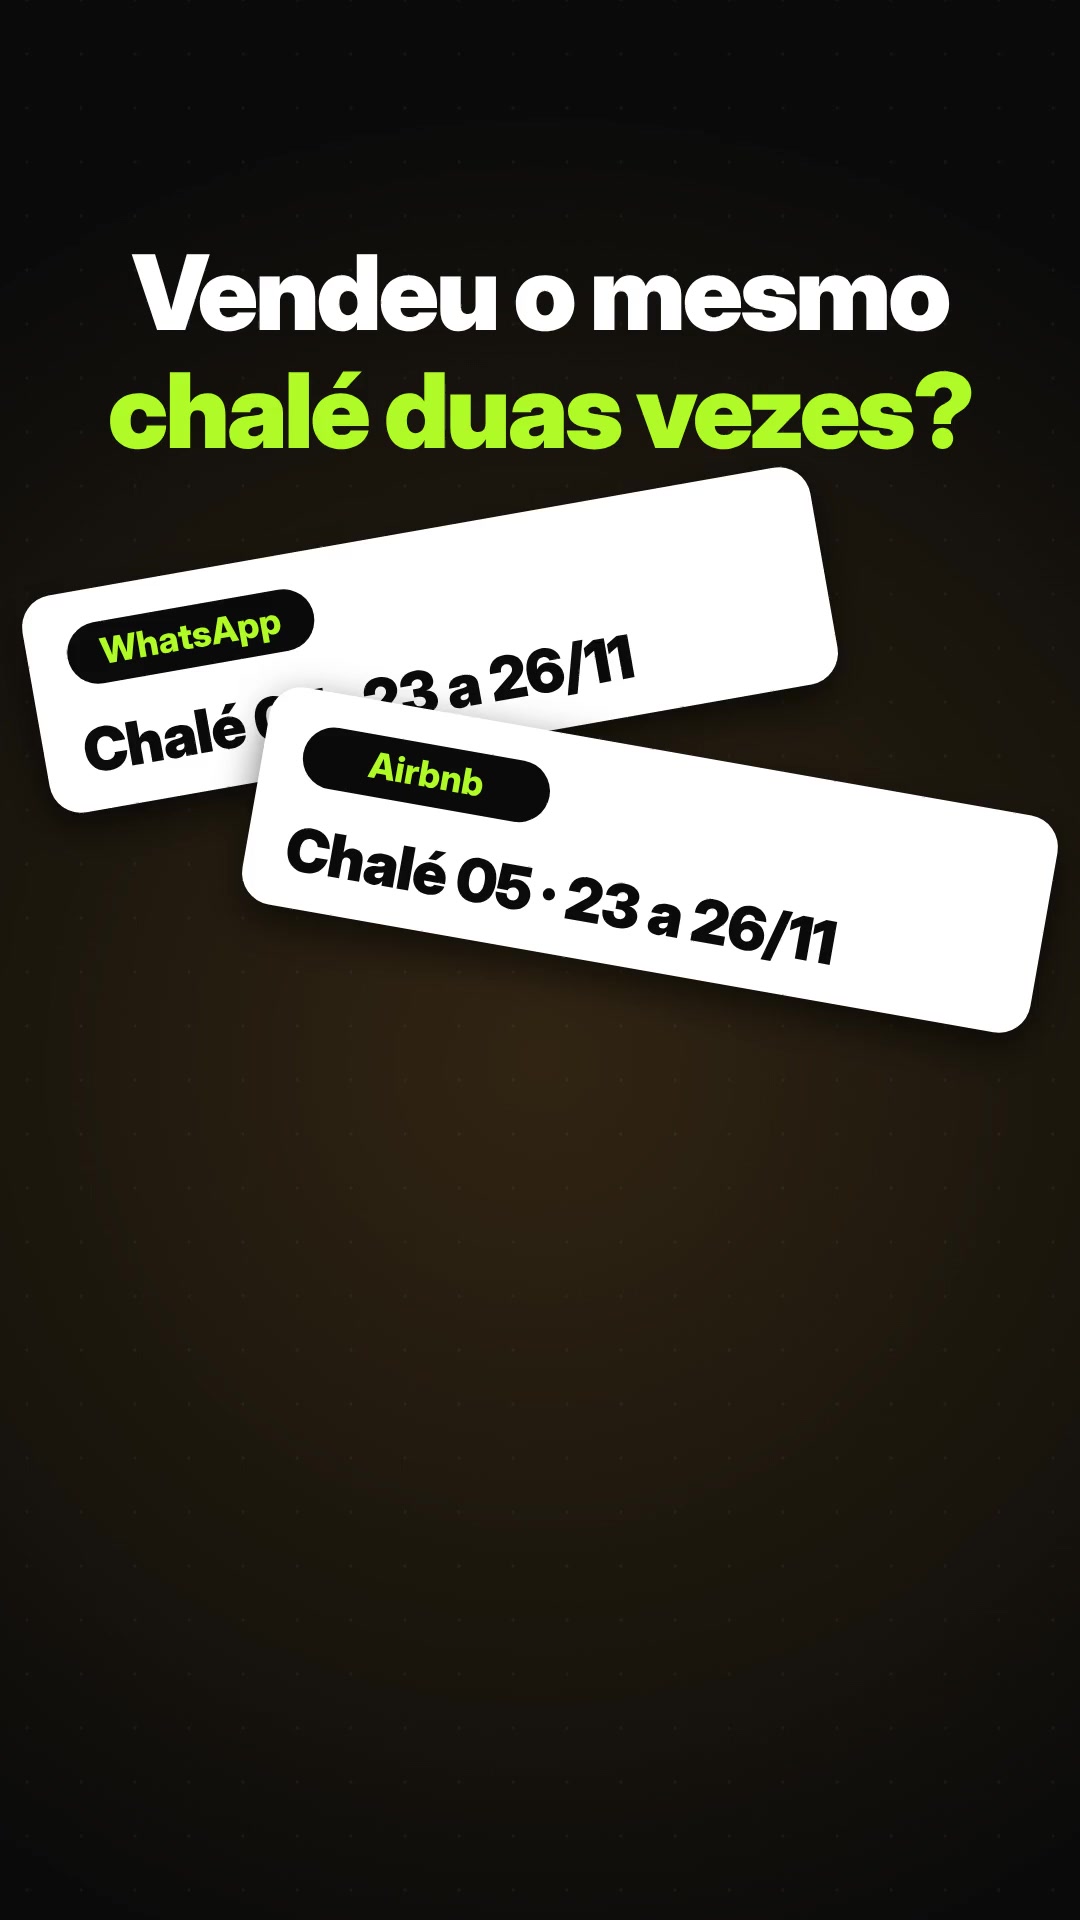 Vendeu o mesmo
chalé duas vezes?
WhatsApp
Chalé 23 a 26/11
Airbnb
Chalé 05 · 23 a 26/11